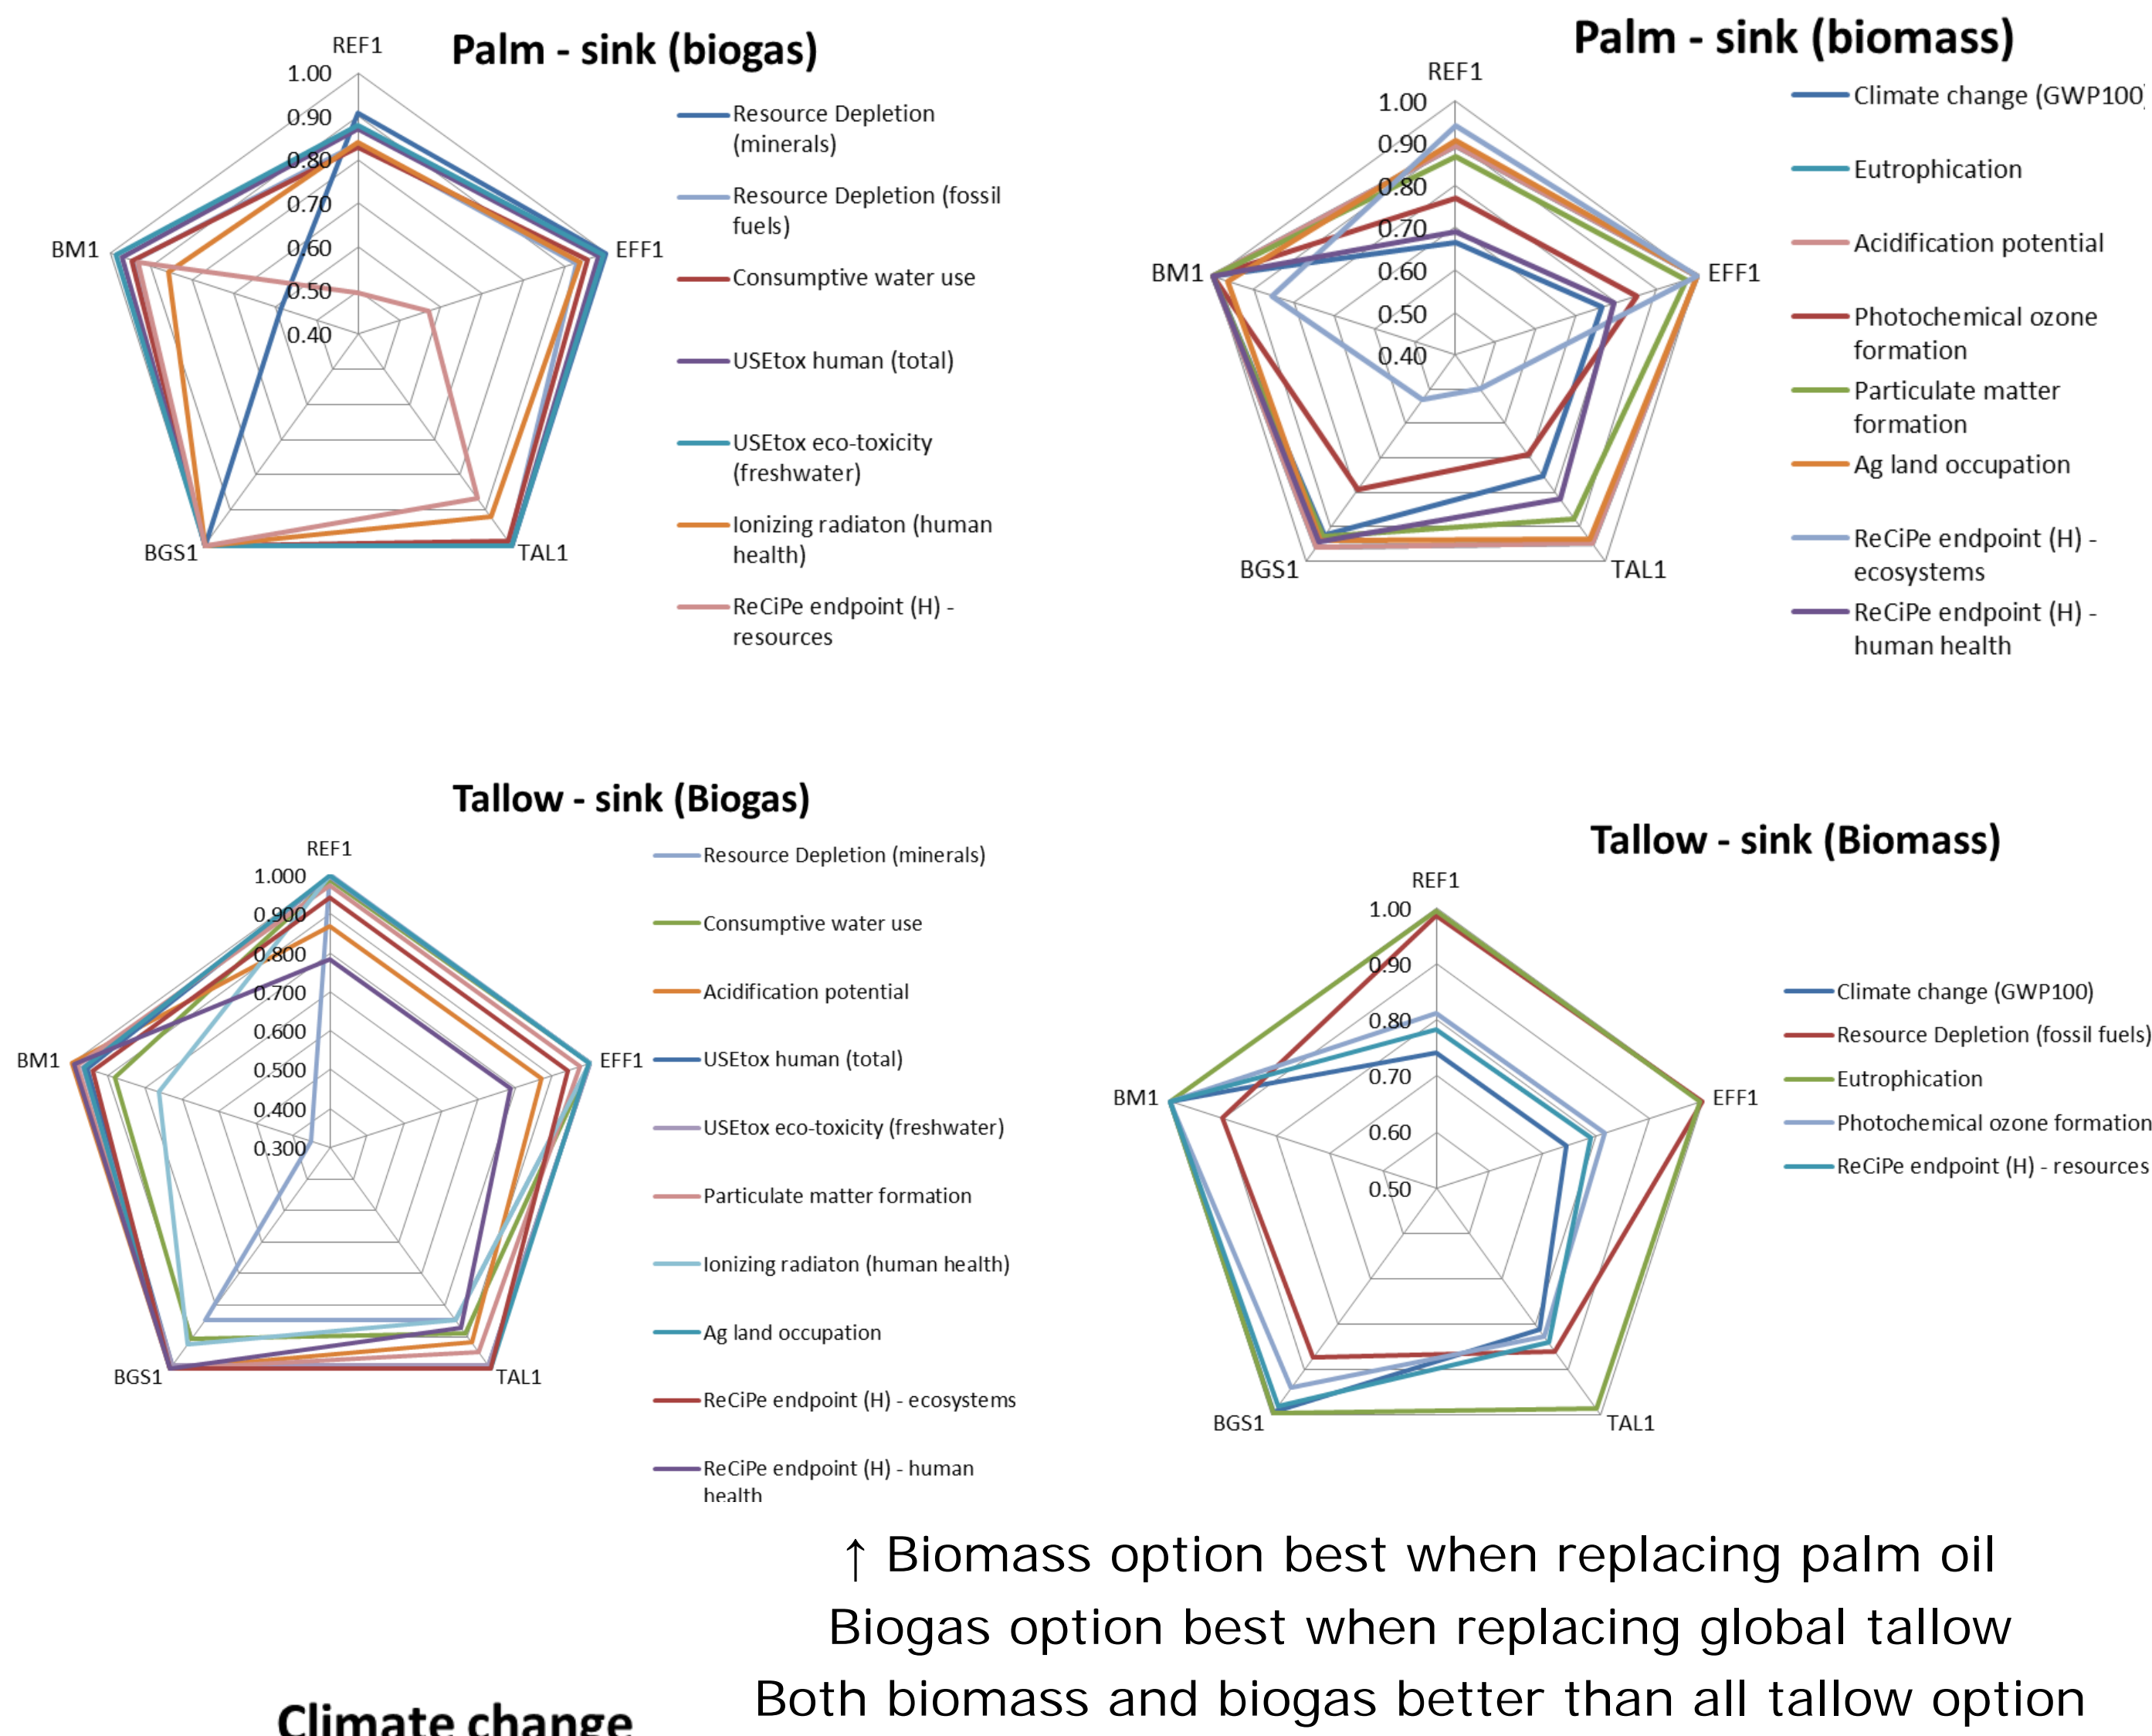 Palm - sink (biogas)
REF1
1.00
0.90
0.80
0.70
0.60
0.50
0.40
BM1
EFF1
BGS1
TAL1
Resource Depletion
(minerals)
Resource Depletion (fossil
fuels)
Consumptive water use
USEtox human (total)
USEtox eco-toxicity
(freshwater)
Ionizing radiaton (human
health)
ReCiPe endpoint (H) -
resources
Palm - sink (biomass)
REF1
1.00
0.90
0.80
0.70
0.60
0.50
0.40
BM1
EFF1
BGS1
TAL1
Climate change (GWP100)
Eutrophication
Acidification potential
Photochemical ozone
formation
Particulate matter
formation
Ag land occupation
ReCiPe endpoint (H) -
ecosystems
ReCiPe endpoint (H) -
human health
Tallow - sink (Biogas)
REF1
1.000
0.900
0.800
0.700
0.600
0.500
0.400
0.300
BM1
EFF1
BGS1
TAL1
Resource Depletion (minerals)
Consumptive water use
Acidification potential
USEtox human (total)
USEtox eco-toxicity (freshwater)
Particulate matter formation
Ionizing radiaton (human health)
Ag land occupation
ReCiPe endpoint (H) - ecosystems
ReCiPe endpoint (H) - human
health
Tallow - sink (Biomass)
REF1
1.00
0.90
0.80
0.70
0.60
0.50
BM1
EFF1
BGS1
TAL1
Climate change (GWP100)
Resource Depletion (fossil fuels)
Eutrophication
Photochemical ozone formation
ReCiPe endpoint (H) - resources
↑ Biomass option best when replacing palm oil
Biogas option best when replacing global tallow
Both biomass and biogas better than all tallow option
Climate change